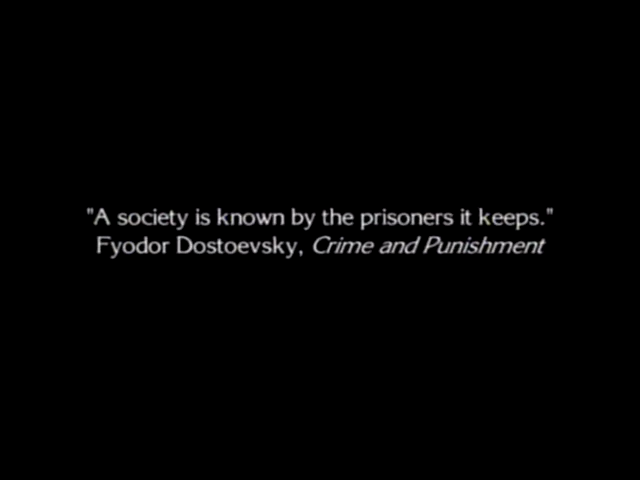 "A society is known by the prisoners it keeps."
Fyodor Dostoevsky, Crime and Punishment